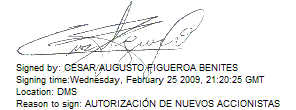 Signed by: CESAR AUGUSTO FIGUEROA BENITES
Signing time:Wednesday, February 25 2009, 21:20:25 GMT
Location: DMS
Reason to sign: AUTORIZACIÓN DE NUEVOS ACCIONISTAS